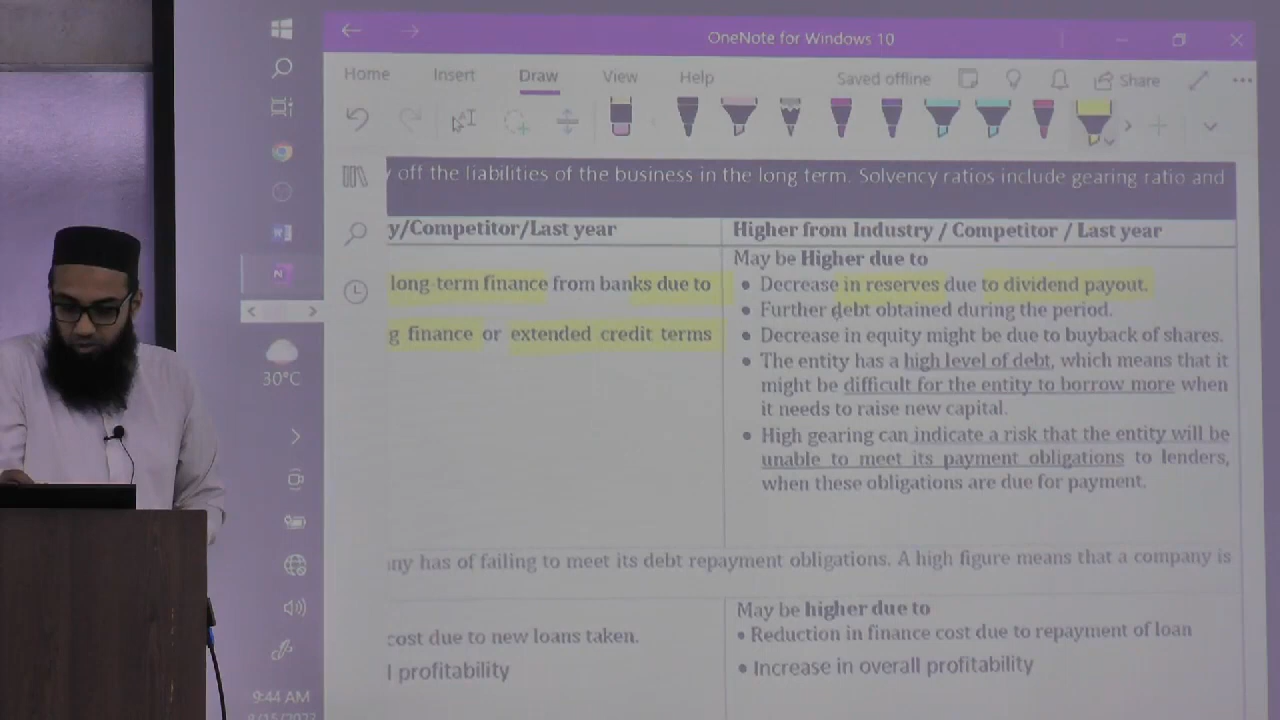 OneNote for Windows 10
Home Insert Draw View Help Saved offline Share
off the liabilities of the business in the long term. Solvency ratios include gearing ratio and
y/Competitor/Last year
Higher from Industry / Competitor / Last year
long-term finance from banks due to
g finance or extended credit terms
May be Higher due to
• Decrease in reserves due to dividend payout.
• Further debt obtained during the period.
• Decrease in equity might be due to buyback of shares.
• The entity has a high level of debt, which means that it
might be difficult for the entity to borrow more when
it needs to raise new capital.
• High gearing can indicate a risk that the entity will be
unable to meet its payment obligations to lenders,
when these obligations are due for payment.
any has of failing to meet its debt repayment obligations. A high figure means that a company is
cost due to new loans taken.
l profitability
May be higher due to
• Reduction in finance cost due to repayment of loan
• Increase in overall profitability
30°C
9:44 AM